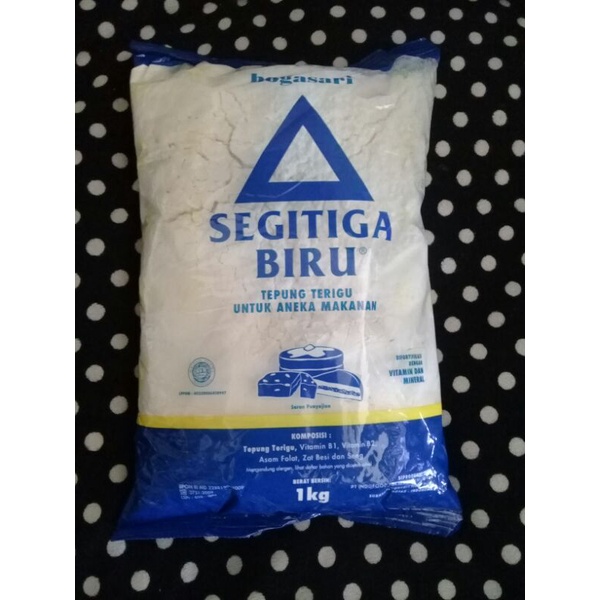 bogasari
SEGITIGA
BIRU®
TEPUNG TERIGU
UNTUK ANEKA MAKANAN
DIFORTIFIKASI
DENGAN
VITAMIN DAN
MINERAL
Saran Penyajian
KOMPOSISI :
Tepung Terigu, Vitamin B1, Vitamin B2,
Asam Folat, Zat Besi dan Seng
BERAT BERSIH:
1kg